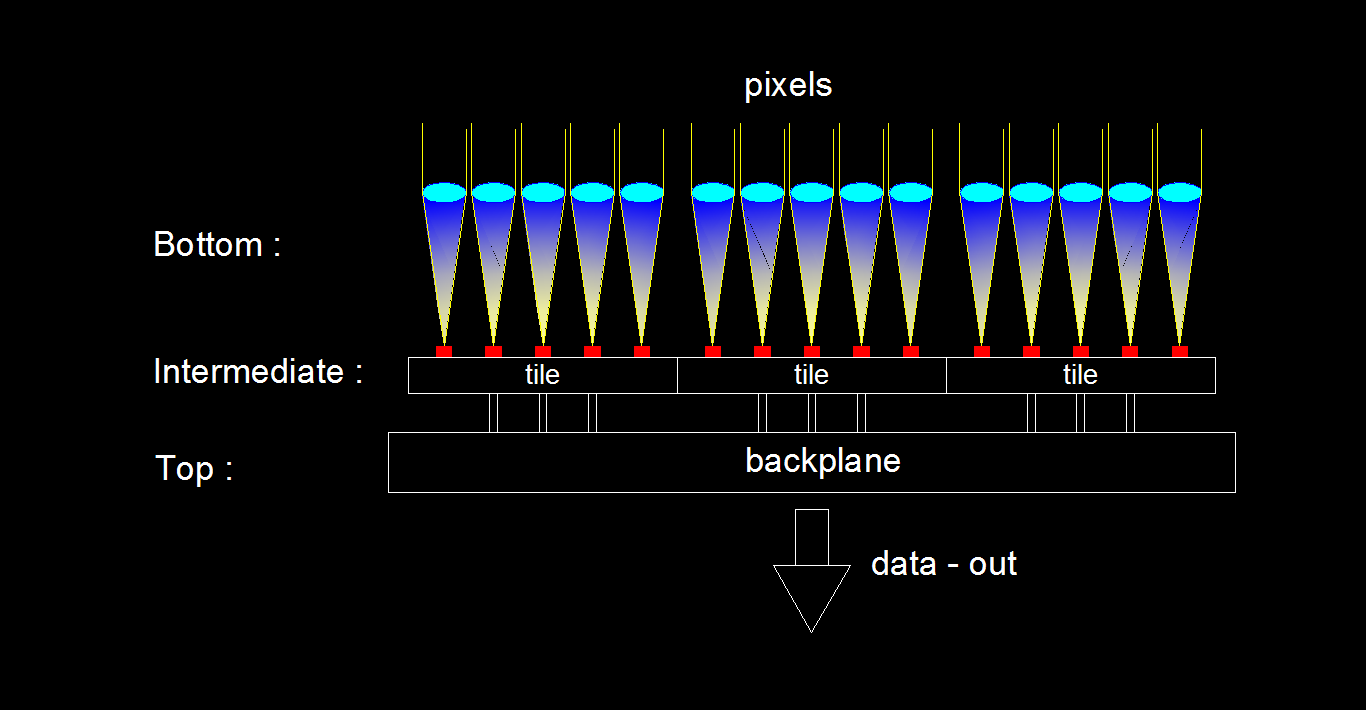 pixels
Bottom :
Intermediate :
tile tile tile
Top :
backplane
data - out